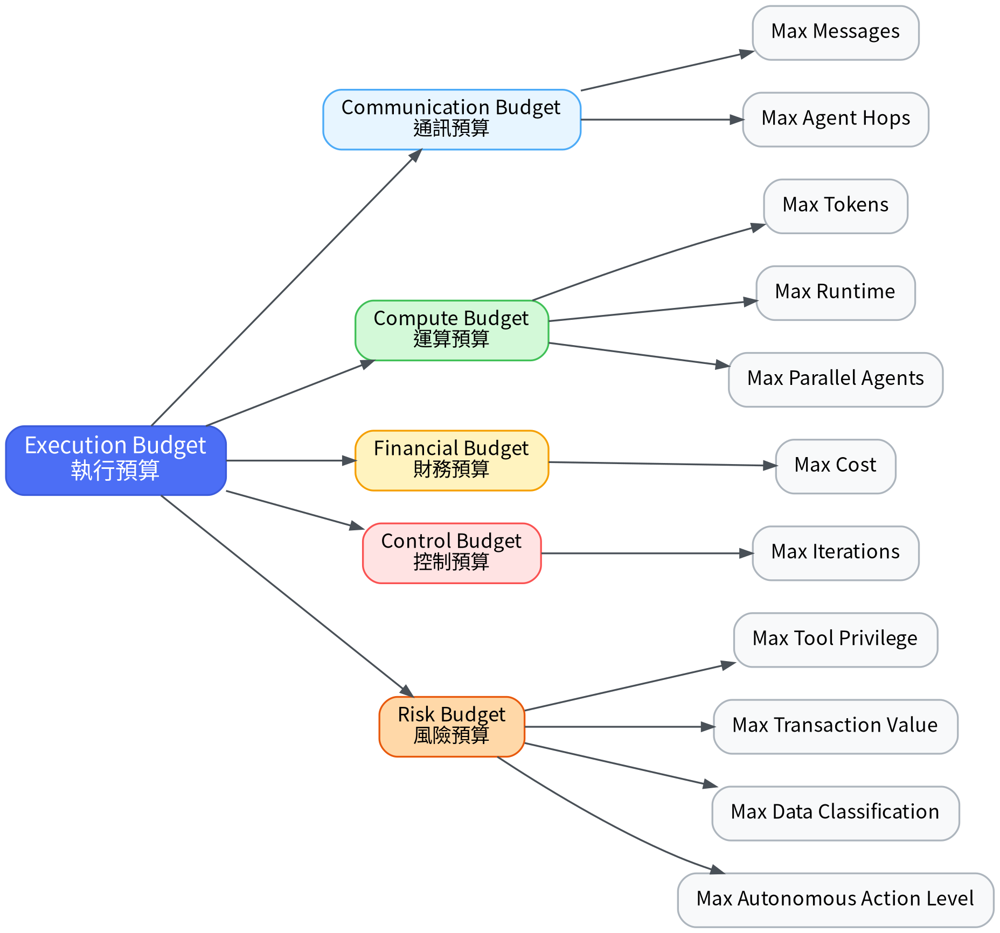 Execution Budget
執行預算
Communication Budget
通訊預算
Max Messages
Max Agent Hops
Compute Budget
運算預算
Max Tokens
Max Runtime
Max Parallel Agents
Financial Budget
財務預算
Max Cost
Control Budget
控制預算
Max Iterations
Risk Budget
風險預算
Max Tool Privilege
Max Transaction Value
Max Data Classification
Max Autonomous Action Level